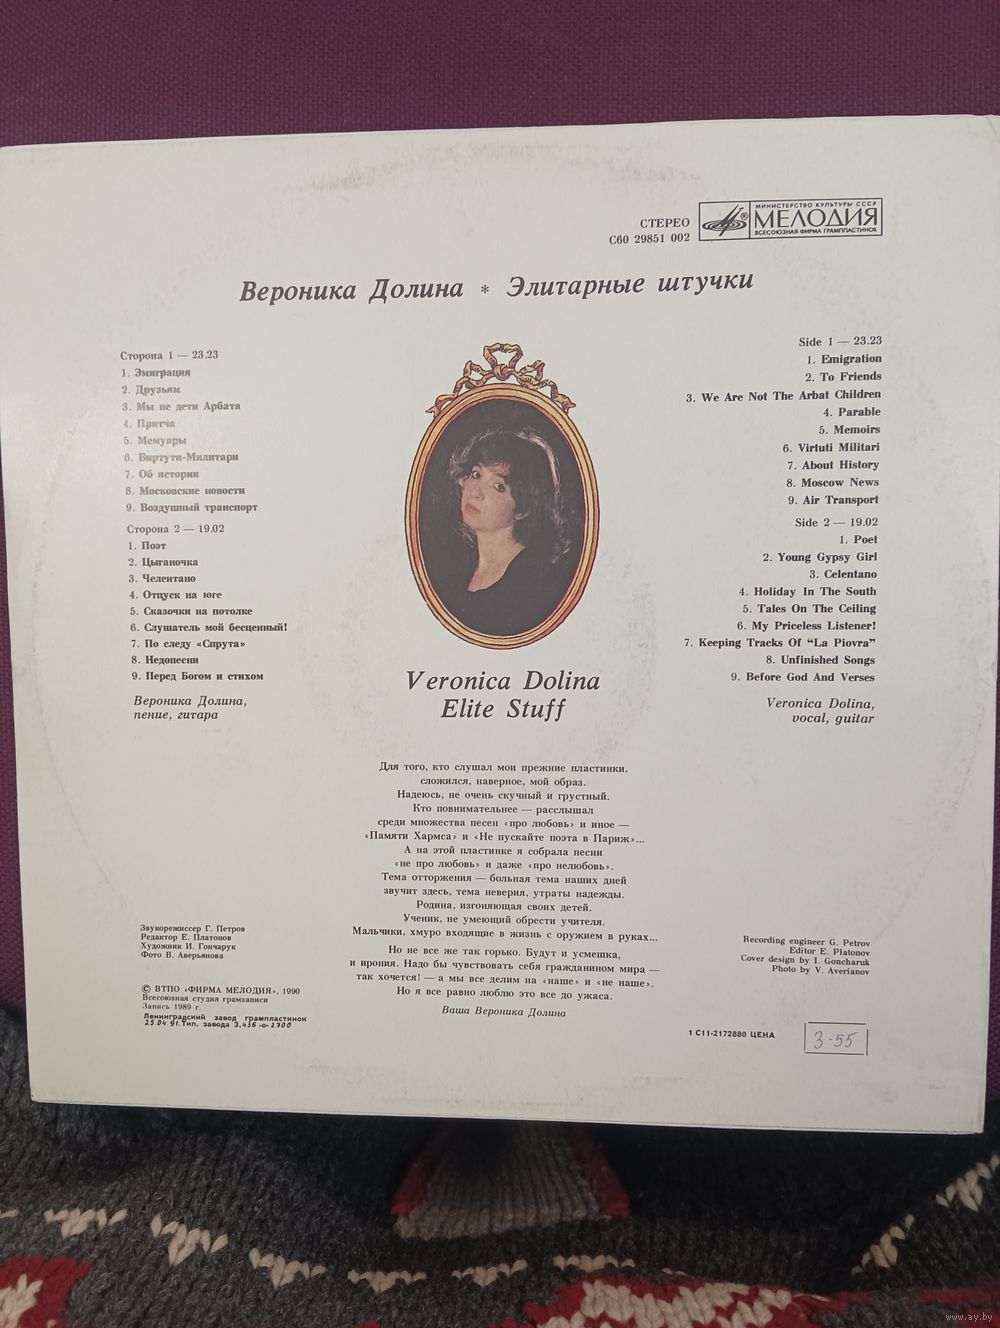 МИНИСТЕРСТВО КУЛЬТУРЫ СССР
МЕЛОДИЯ
ВСЕСОЮЗНАЯ ФИРМА ГРАМПЛАСТИНОК
СТЕРЕО
С60 29851 002
Вероника Долина * Элитарные штучки
Сторона 1 — 23.23
1. Эмиграция
2. Друзьям
3. Мы не дети Арбата
4. Притча
5. Мемуары
6. Виртути-Милитари
7. Об истории
8. Московские новости
9. Воздушный транспорт
Сторона 2 — 19.02
1. Поэт
2. Цыганочка
3. Челентано
4. Отпуск на юге
5. Сказочки на потолке
6. Слушатель мой бесценный!
7. По следу «Спрута»
8. Недопесни
9. Перед Богом и стихом
Вероника Долина,
пение, гитара
Side 1 — 23.23
1. Emigration
2. To Friends
3. We Are Not The Arbat Children
4. Parable
5. Memoirs
6. Virtuti Militari
7. About History
8. Moscow News
9. Air Transport
Side 2 — 19.02
1. Poet
2. Young Gypsy Girl
3. Celentano
4. Holiday In The South
5. Tales On The Ceiling
6. My Priceless Listener!
7. Keeping Tracks Of "La Piovra"
8. Unfinished Songs
9. Before God And Verses
Veronica Dolina,
vocal, guitar
Veronica Dolina
Elite Stuff
Для того, кто слушал мои прежние пластинки,
сложился, наверное, мой образ.
Надеюсь, не очень скучный и грустный.
Кто повнимательнее — расслышал
среди множества песен «про любовь» и иное —
«Памяти Хармса» и «Не пускайте поэта в Париж»...
А на этой пластинке я собрала песни
«не про любовь» и даже «про нелюбовь».
Тема отторжения — больная тема наших дней
звучит здесь, тема неверия, утраты надежды.
Родина, изгоняющая своих детей.
Ученик, не умеющий обрести учителя.
Мальчики, хмуро входящие в жизнь с оружием в руках...
Но не все же так горько. Будут и усмешка,
и ирония. Надо бы чувствовать себя гражданином мира —
так хочется! — а мы все делим на «наше» и «не наше».
Но я все равно люблю это все до ужаса.
Ваша Вероника Долина
Звукорежиссер Г. Петров
Редактор Е. Платонов
Художник И. Гончарук
Фото В. Аверьянова
© ВТПО «ФИРМА МЕЛОДИЯ», 1990
Всесоюзная студия грамзаписи
Запись 1989 г.
Ленинградский завод грампластинок
25.04.91. Тип. завода З.436-о-2700
Recording engineer G. Petrov
Editor E. Platonov
Cover design by I. Goncharuk
Photo by V. Averianov
1 С11-2172880 ЦЕНА
3-55
www.ay.by